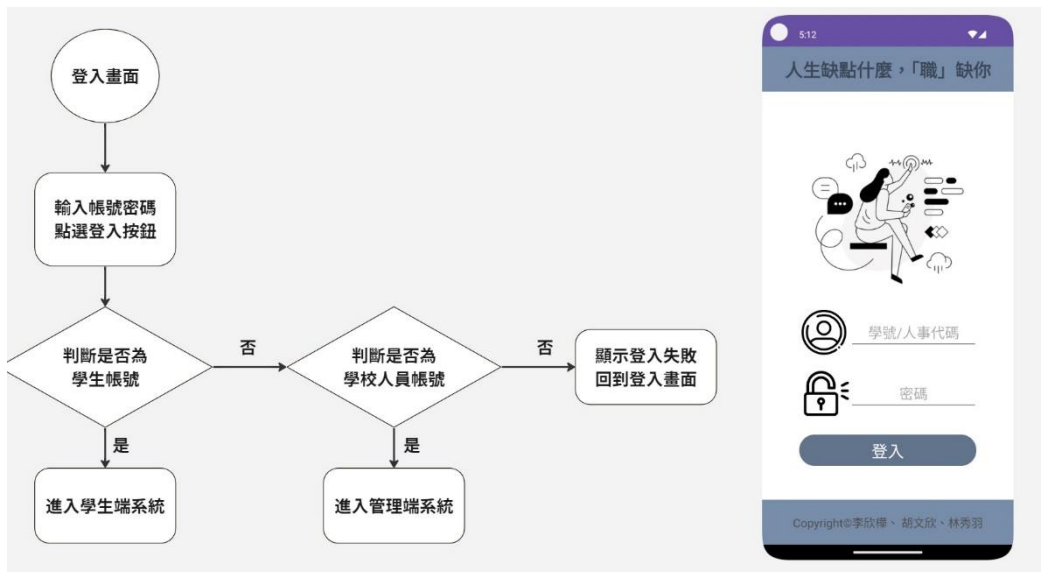 登入畫面
輸入帳號密碼
點選登入按鈕
判斷是否為
學生帳號
否
判斷是否為
學校人員帳號
否
顯示登入失敗
回到登入畫面
是
是
進入學生端系統
進入管理端系統
5:12
人生缺點什麼，「職」缺你
學號/人事代碼
密碼
登入
Copyright©李欣樺、胡文欣、林秀羽